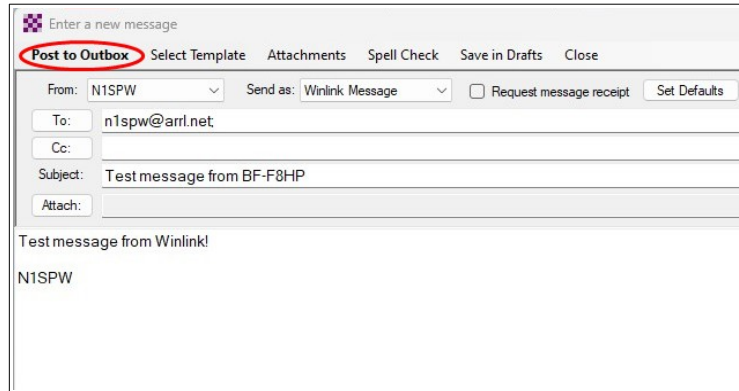 Enter a new message
Post to Outbox Select Template Attachments Spell Check Save in Drafts Close
From: N1SPW Send as: Winlink Message Request message receipt Set Defaults
To: n1spw@arrl.net;
Cc:
Subject: Test message from BF-F8HP
Attach:
Test message from Winlink!
N1SPW